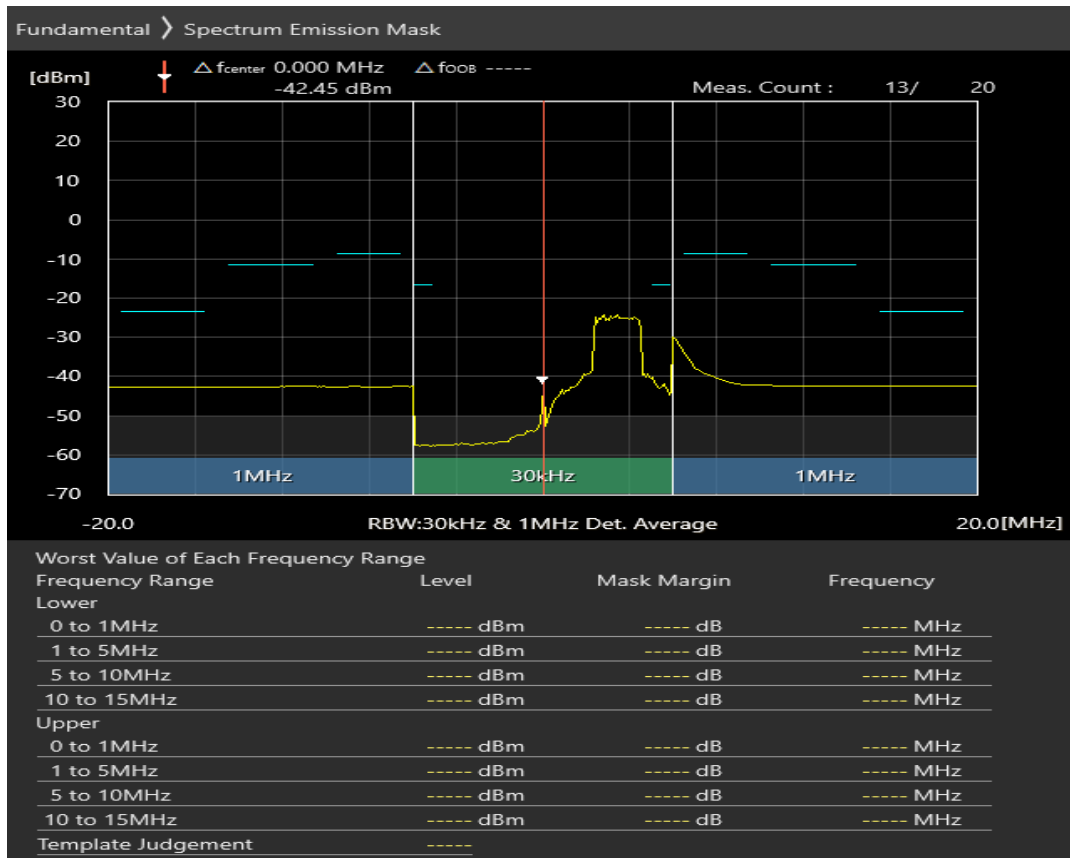 Fundamental 〉 Spectrum Emission Mask
[dBm] △ fcenter 0.000 MHz △ fOOB -----
-42.45 dBm Meas. Count : 13/ 20
30
20
10
0
-10
-20
-30
-40
-50
-60
1MHz 30kHz 1MHz
-70
-20.0 RBW:30kHz & 1MHz Det. Average 20.0[MHz]
Worst Value of Each Frequency Range
Frequency Range Level Mask Margin Frequency
Lower
0 to 1MHz ----- dBm ----- dB ----- MHz
1 to 5MHz ----- dBm ----- dB ----- MHz
5 to 10MHz ----- dBm ----- dB ----- MHz
10 to 15MHz ----- dBm ----- dB ----- MHz
Upper
0 to 1MHz ----- dBm ----- dB ----- MHz
1 to 5MHz ----- dBm ----- dB ----- MHz
5 to 10MHz ----- dBm ----- dB ----- MHz
10 to 15MHz ----- dBm ----- dB ----- MHz
Template Judgement -----